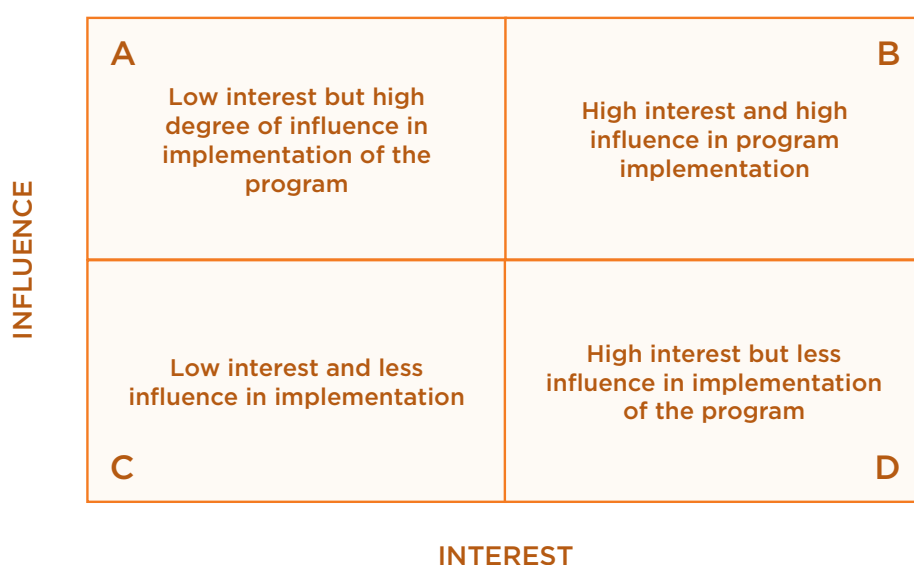 A
Low interest but high
degree of influence in
implementation of the
program
B
High interest and high
influence in program
implementation
INFLUENCE
Low interest and less
influence in implementation
C
High interest but less
influence in implementation
of the program
D
INTEREST